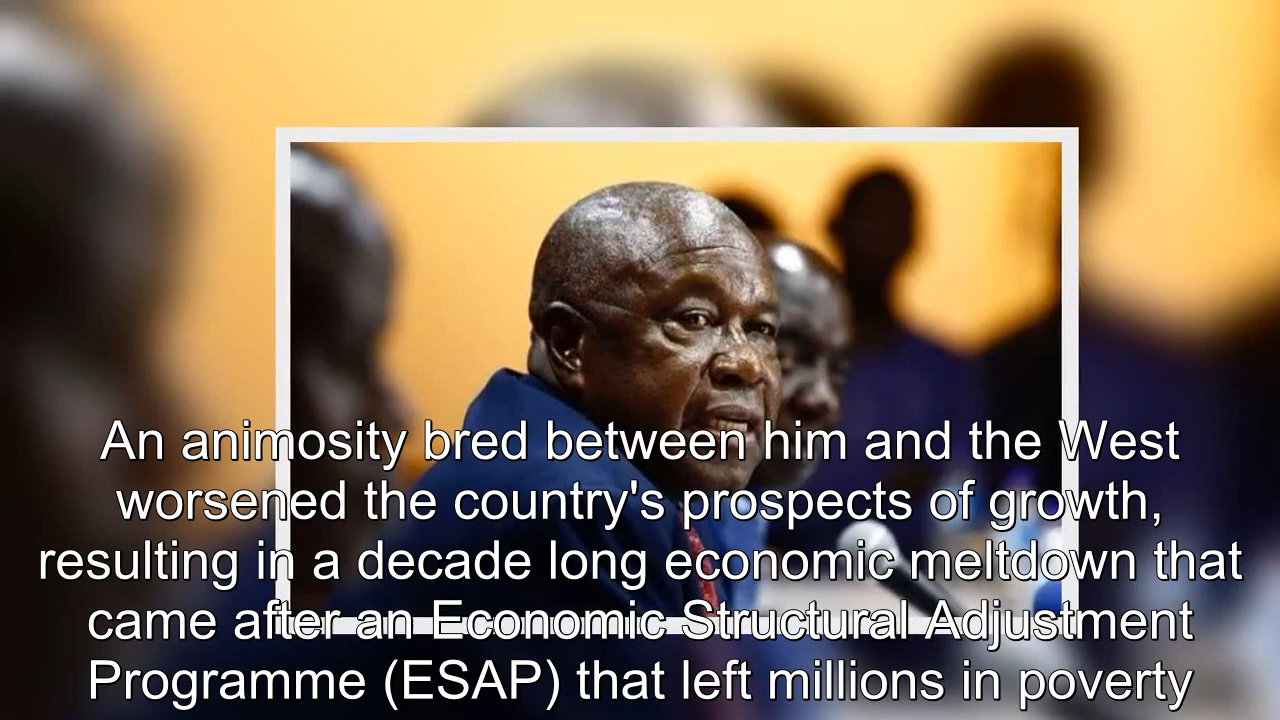 An animosity bred between him and the West
worsened the country's prospects of growth,
resulting in a decade long economic meltdown that
came after an Economic Structural Adjustment
Programme (ESAP) that left millions in poverty